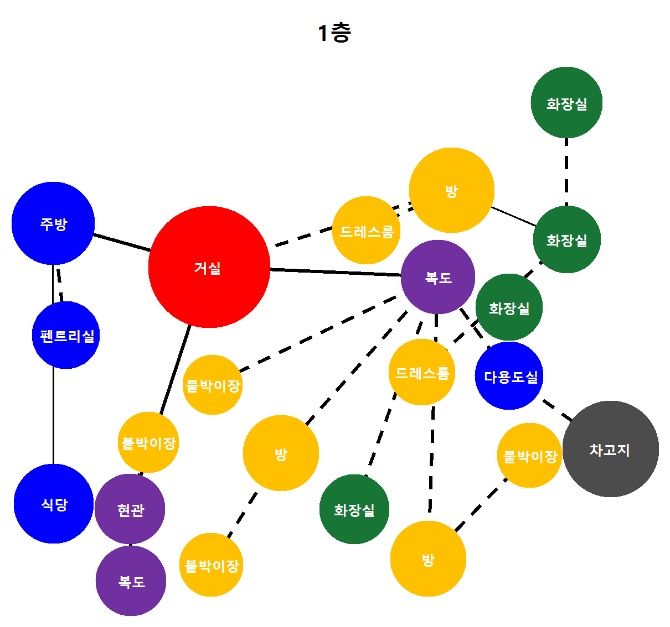 1층
화장실
방
주방
드레스룸
화장실
거실
복도
화장실
펜트리실
붙박이장
드레스룸
다용도실
붙박이장
방
붙박이장
차고지
식당
현관
화장실
방
붙박이장
복도